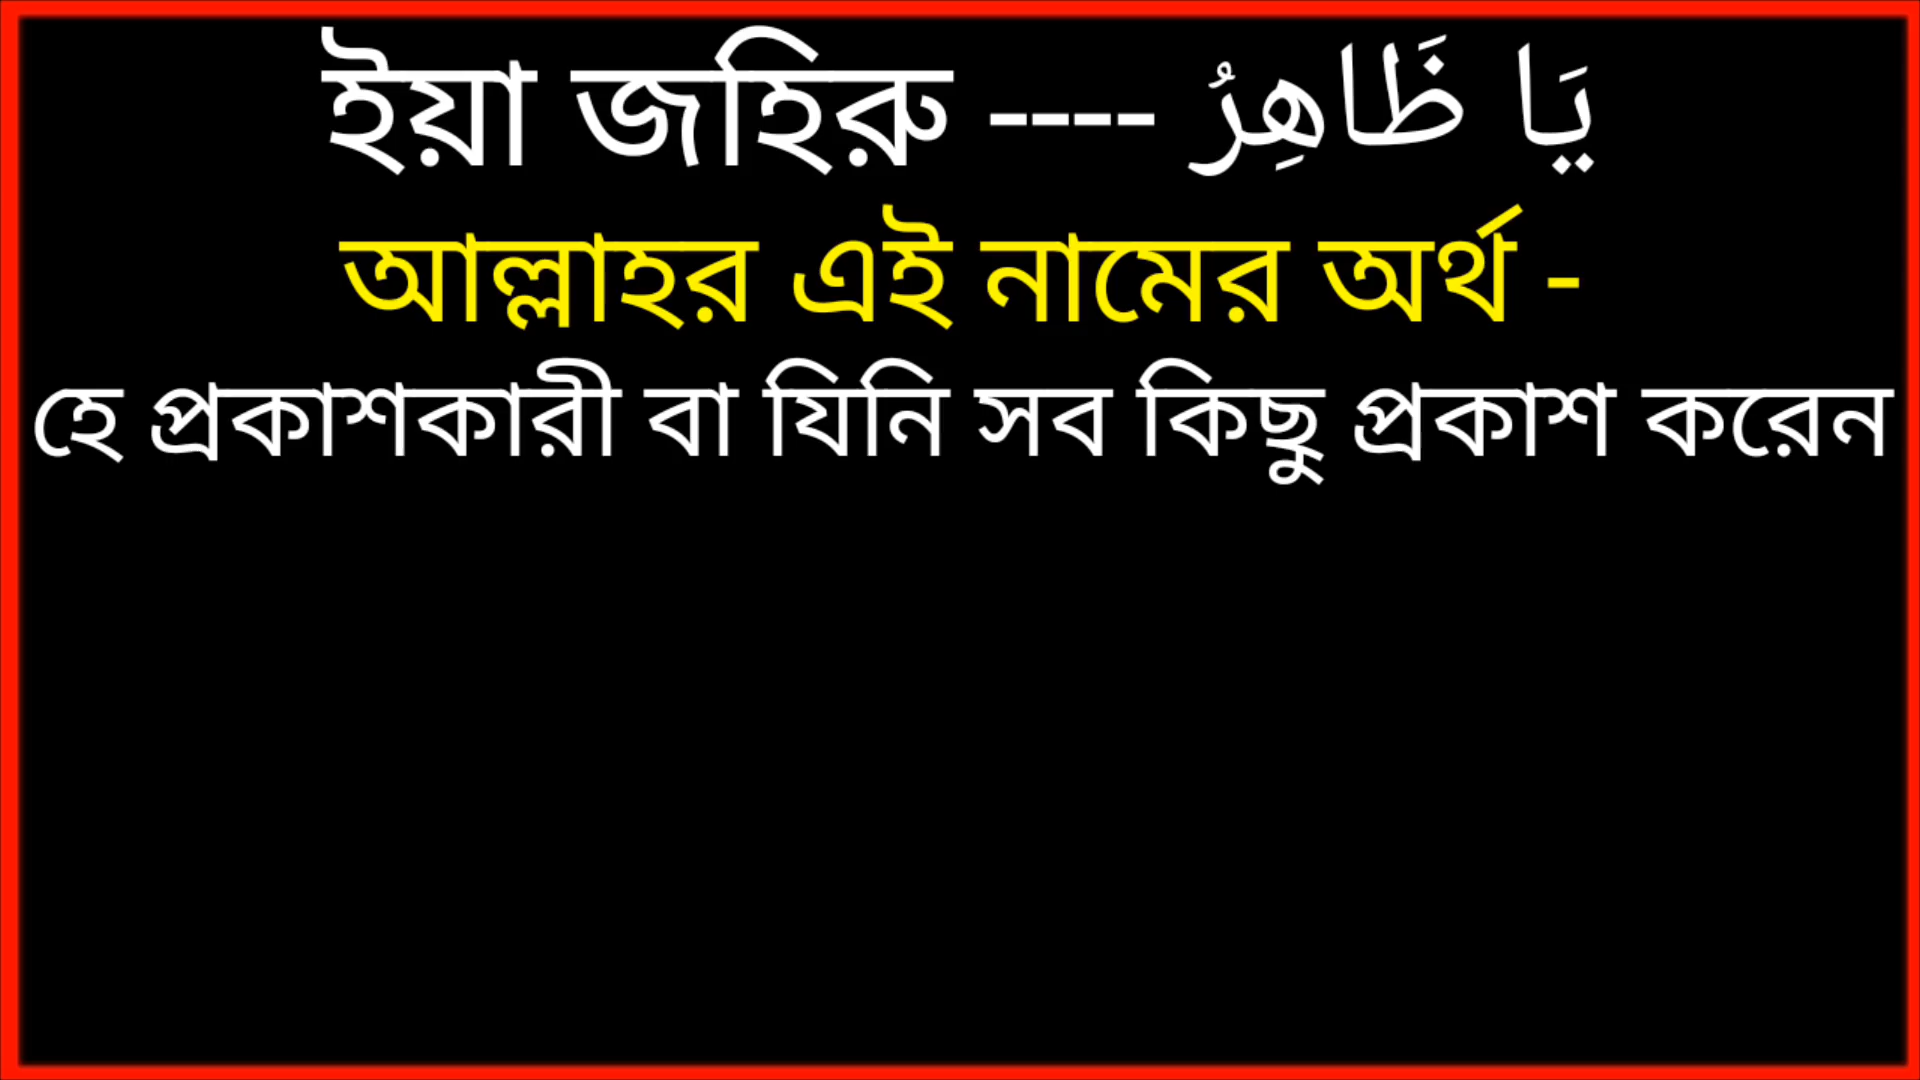 ইয়া জহিরু ---- يَا ظَاهِرُ
আল্লাহর এই নামের অর্থ -
হে প্রকাশকারী বা যিনি সব কিছু প্রকাশ করেন